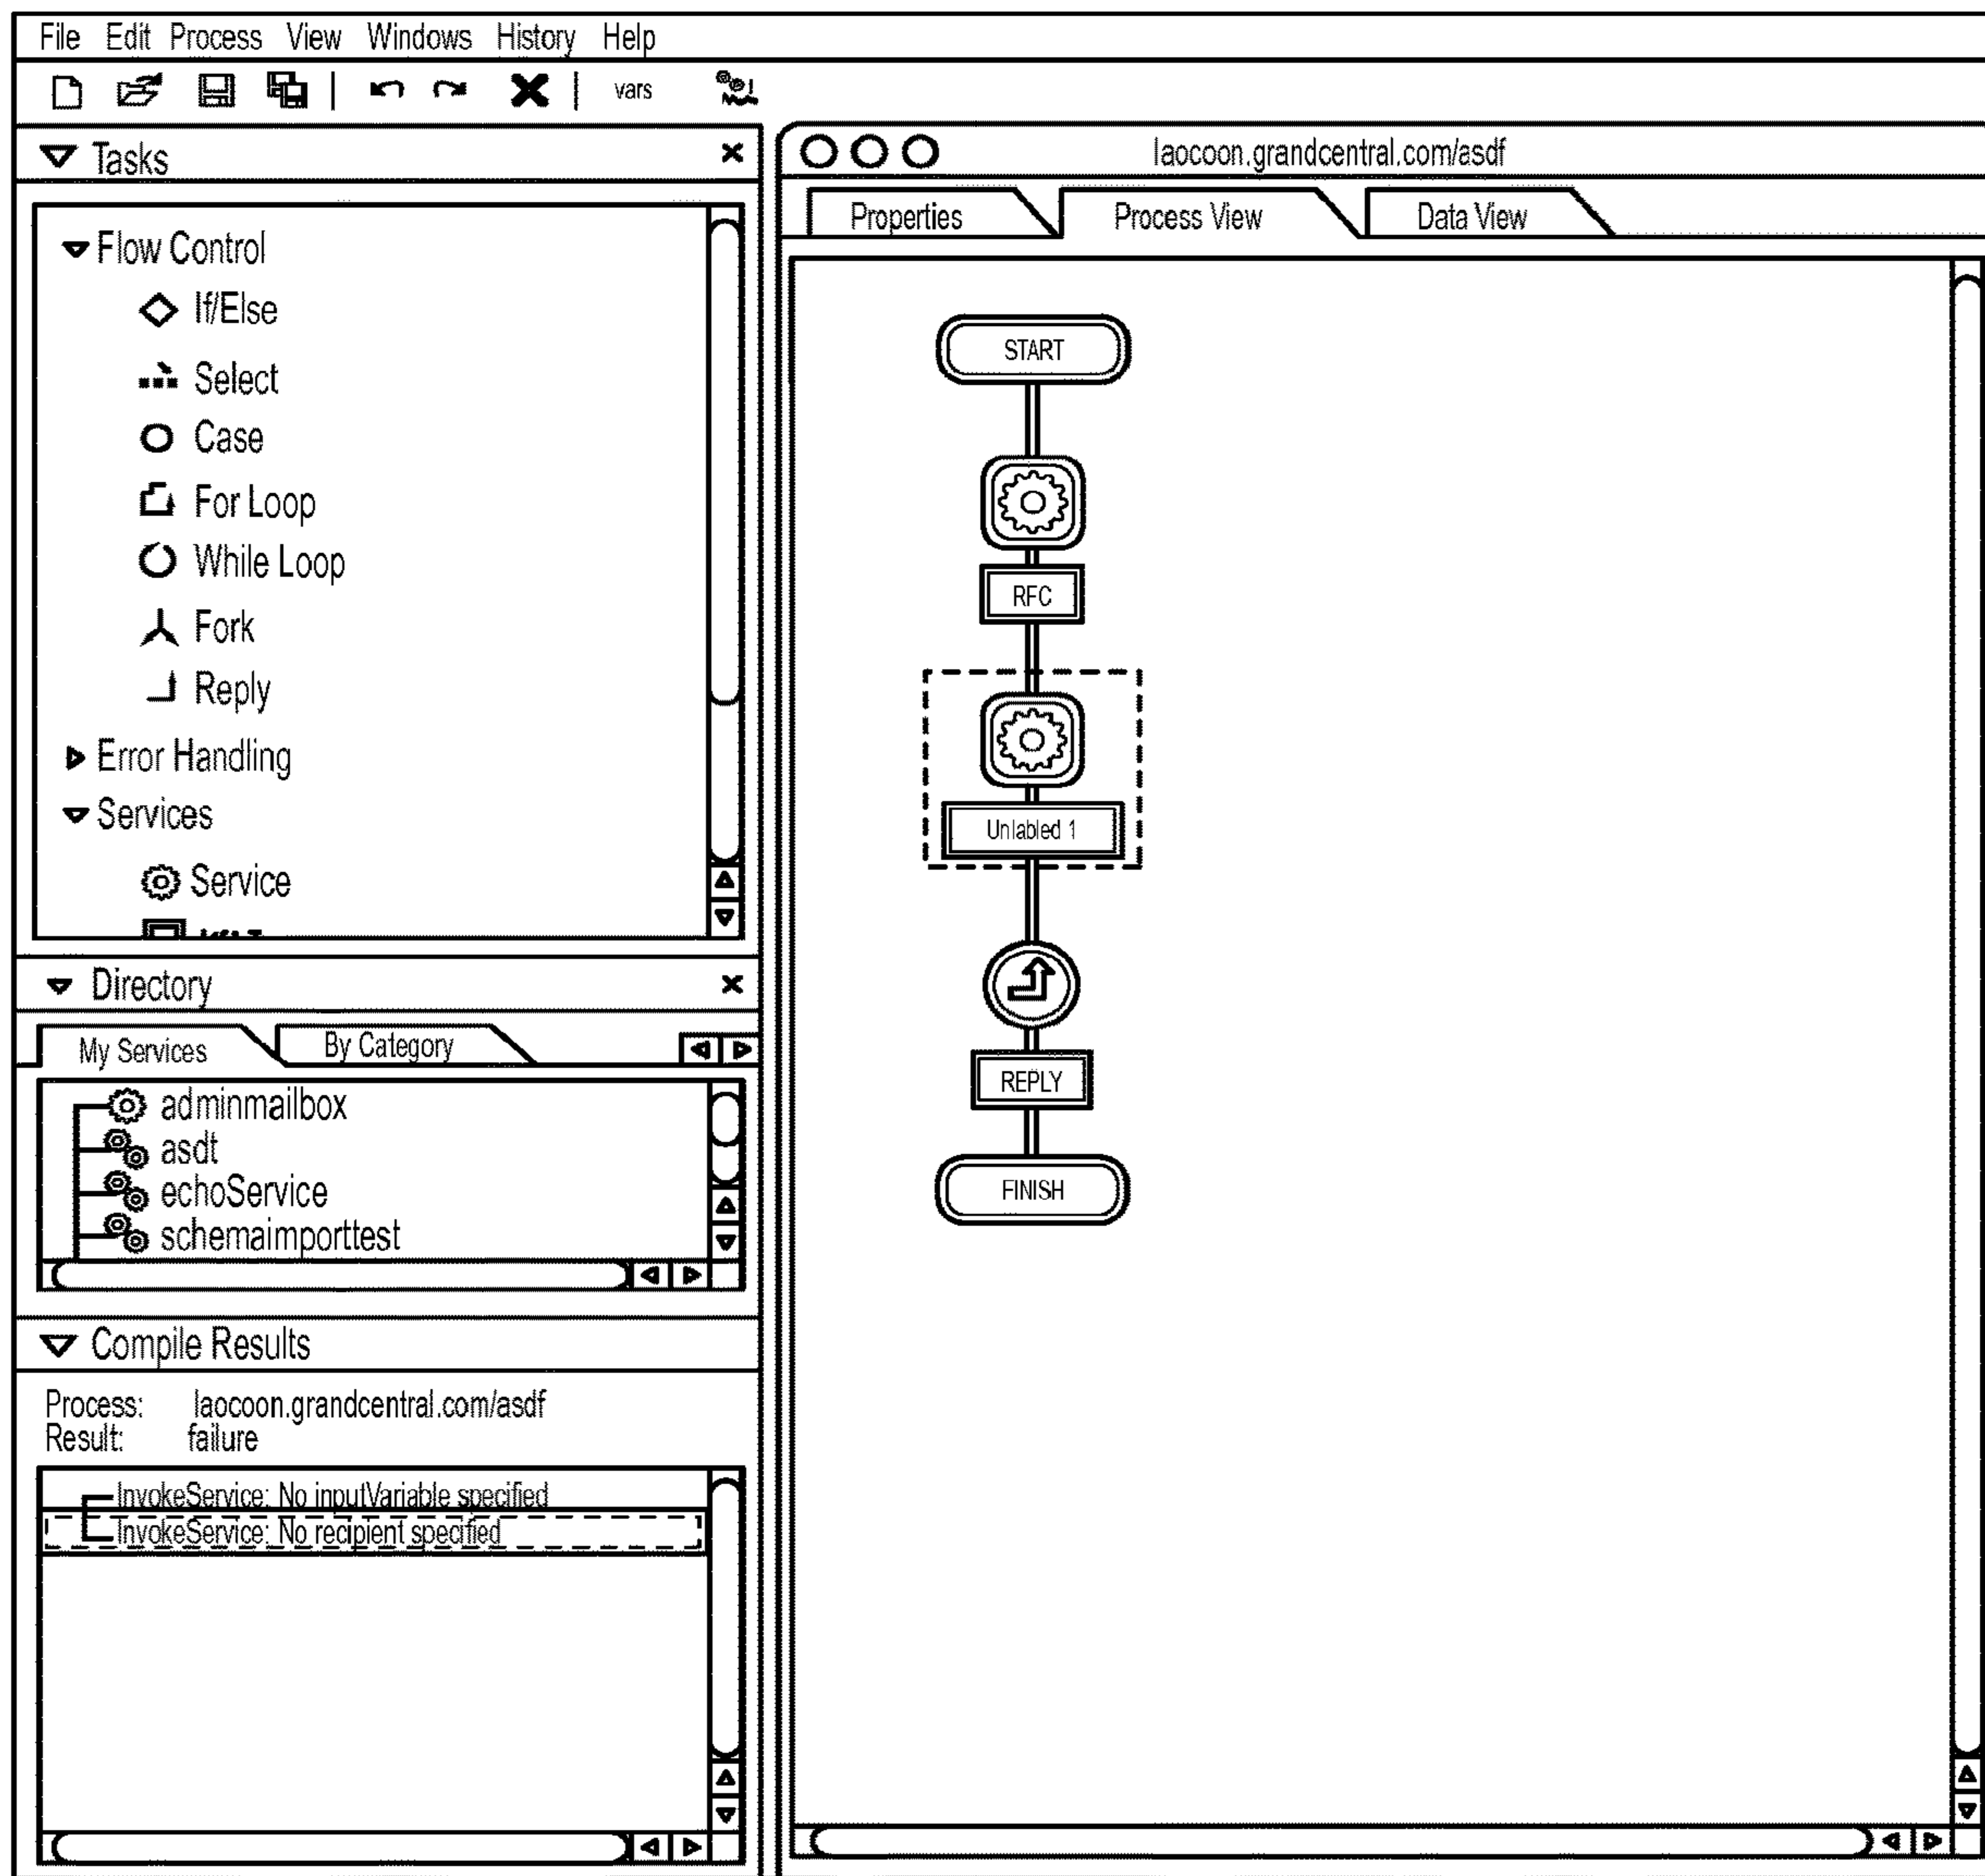 File Edit Process View Windows History Help
vars
Tasks
Flow Control
If/Else
Select
Case
For Loop
While Loop
Fork
Reply
Error Handling
Services
Service
Directory
My Services By Category
adminmailbox
asdt
echoService
schemaimporttest
Compile Results
Process: laocoon.grandcentral.com/asdf
Result: failure
InvokeService: No inputVariable specified
InvokeService: No recipient specified
laocoon.grandcentral.com/asdf
Properties Process View Data View
START
RFC
Unlabled 1
REPLY
FINISH